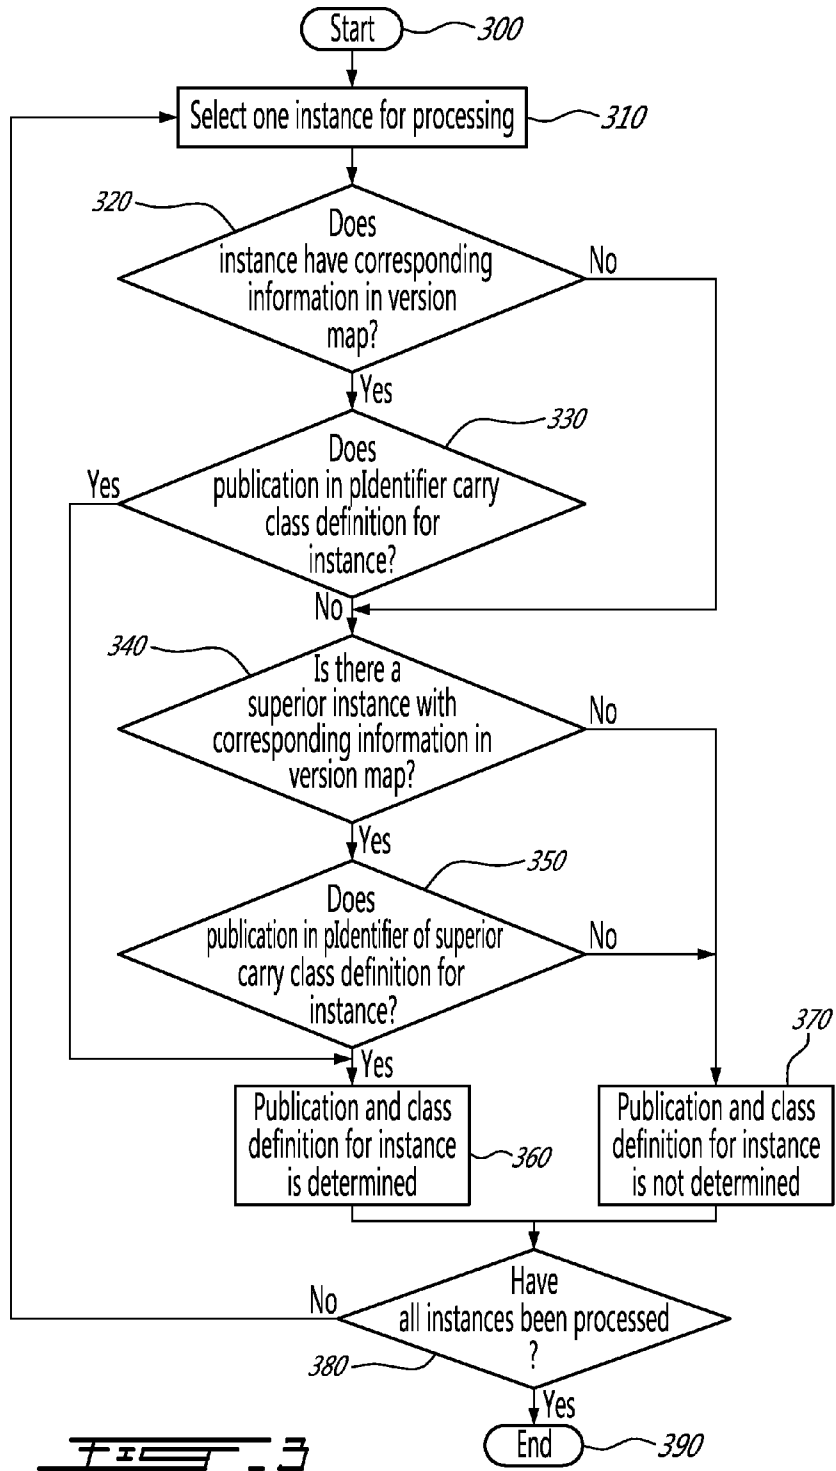 Start
300
Select one instance for processing
310
320
Does
instance have corresponding
information in version
map?
No
Yes
330
Does
publication in pIdentifier carry
class definition for
instance?
Yes
No
340
Is there a
superior instance with
corresponding information in
version map?
No
Yes
350
Does
publication in pIdentifier of superior
carry class definition for
instance?
No
Yes
370
Publication and class
definition for instance
is determined
360
Publication and class
definition for instance
is not determined
Have
all instances been processed
?
No
380
Yes
End
390
FIG. 3